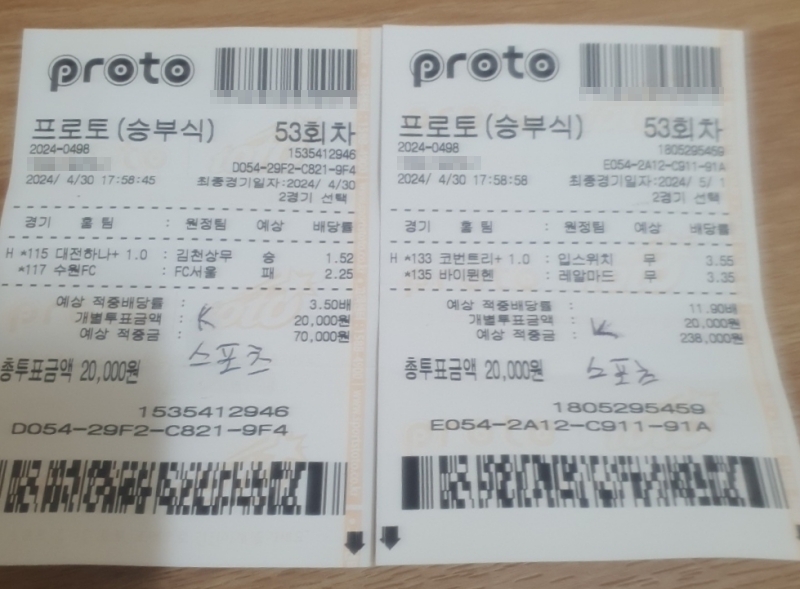 proto
프로토 (승부식) 53회차
2024-0498 1535412946
D054-29F2-C821-9F4
2024/ 4/30 17:58:45 최종경기일자:2024/ 4/30
2경기 선택
경기 홈 팀 : 원정팀 예상 배당률
H *115 대전하나+ 1.0 : 김천상무 승 1.52
*117 수원FC : FC서울 패 2.25
예상 적중배당률 : 3.50배
개별투표금액 : 20,000원
예상 적중금 : 70,000원
K
스포츠
총투표금액 20,000원
1535412946
D054-29F2-C821-9F4
proto
프로토 (승부식) 53회차
2024-0498 1805295459
E054-2A12-C911-91A
2024/ 4/30 17:58:58 최종경기일자:2024/ 5/ 1
2경기 선택
경기 홈 팀 : 원정팀 예상 배당률
H *133 코번트리+ 1.0 : 입스위치 무 3.55
*135 바이뮌헨 : 레알마드 무 3.35
예상 적중배당률 : 11.90배
개별투표금액 : 20,000원
예상 적중금 : 238,000원
K
스포츠
총투표금액 20,000원
1805295459
E054-2A12-C911-91A